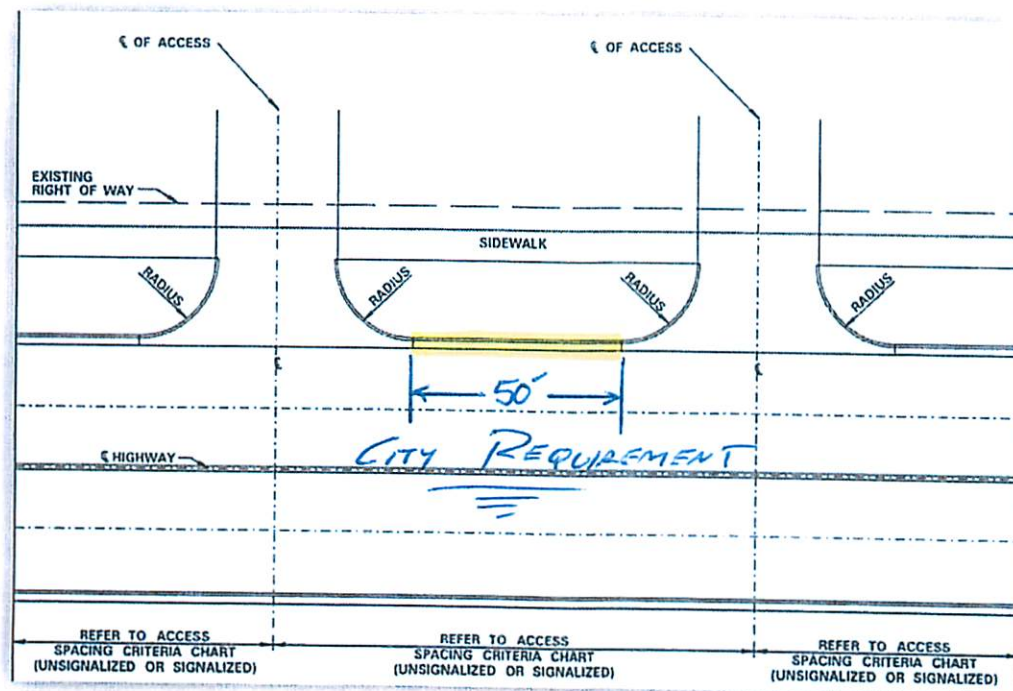 ℄ OF ACCESS
℄ OF ACCESS
EXISTING
RIGHT OF WAY
SIDEWALK
RADIUS
RADIUS
RADIUS
RADIUS
℄
℄
50'
CITY REQUIREMENT
℄ HIGHWAY
REFER TO ACCESS
SPACING CRITERIA CHART
(UNSIGNALIZED OR SIGNALIZED)
REFER TO ACCESS
SPACING CRITERIA CHART
(UNSIGNALIZED OR SIGNALIZED)
REFER TO ACCESS
SPACING CRITERIA CHART
(UNSIGNALIZED OR SIGNALIZED)